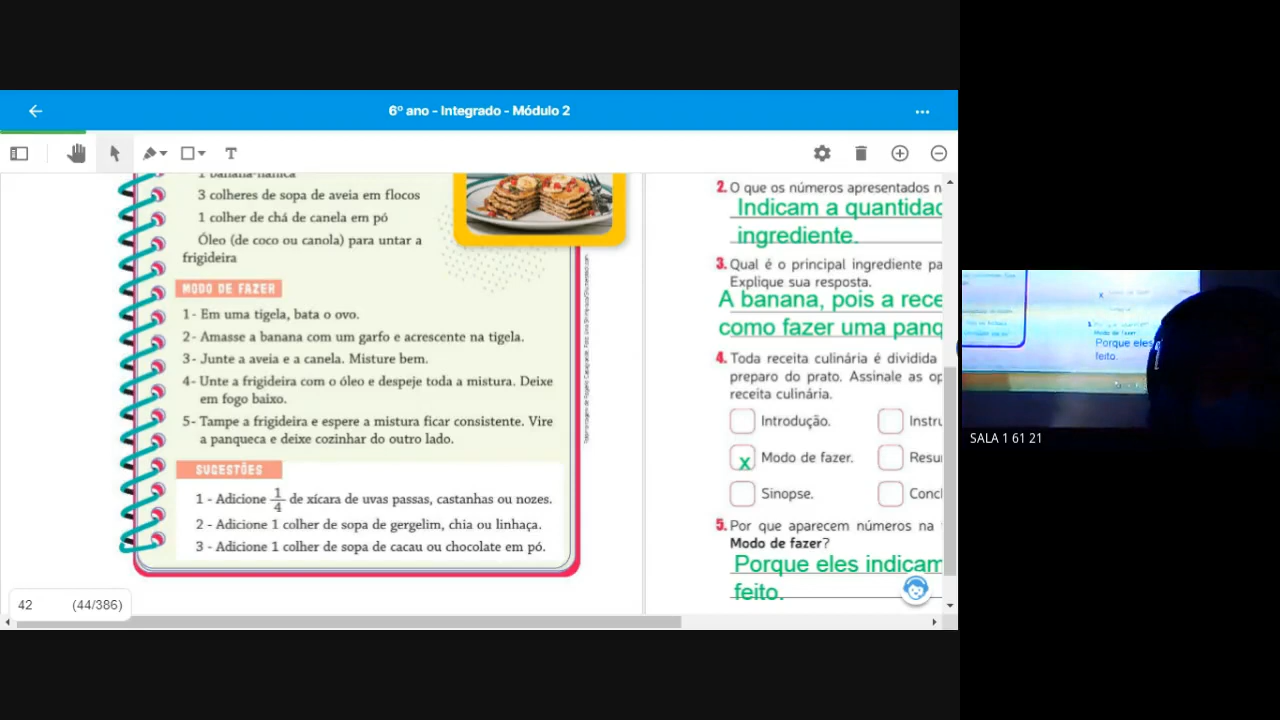 6º ano - Integrado - Módulo 2
1 banana-nanica
3 colheres de sopa de aveia em flocos
1 colher de chá de canela em pó
Óleo (de coco ou canola) para untar a
frigideira
MODO DE FAZER
1- Em uma tigela, bata o ovo.
2- Amasse a banana com um garfo e acrescente na tigela.
3- Junte a aveia e a canela. Misture bem.
4- Unte a frigideira com o óleo e despeje toda a mistura. Deixe
em fogo baixo.
5- Tampe a frigideira e espere a mistura ficar consistente. Vire
a panqueca e deixe cozinhar do outro lado.
SUGESTÕES
1 - Adicione 1/4 de xícara de uvas passas, castanhas ou nozes.
2 - Adicione 1 colher de sopa de gergelim, chia ou linhaça.
3 - Adicione 1 colher de sopa de cacau ou chocolate em pó.
42 (44/386)
2. O que os números apresentados n
Indicam a quantidad
ingrediente.
3. Qual é o principal ingrediente pa
Explique sua resposta.
A banana, pois a rece
como fazer uma panq
4. Toda receita culinária é dividida
preparo do prato. Assinale as op
receita culinária.
Introdução. Instru
x Modo de fazer. Resu
Sinopse. Concl
5. Por que aparecem números na
Modo de fazer?
Porque eles indicam
feito.
x
Modo de fazer
Porque eles
feito.
SALA 1 61 21